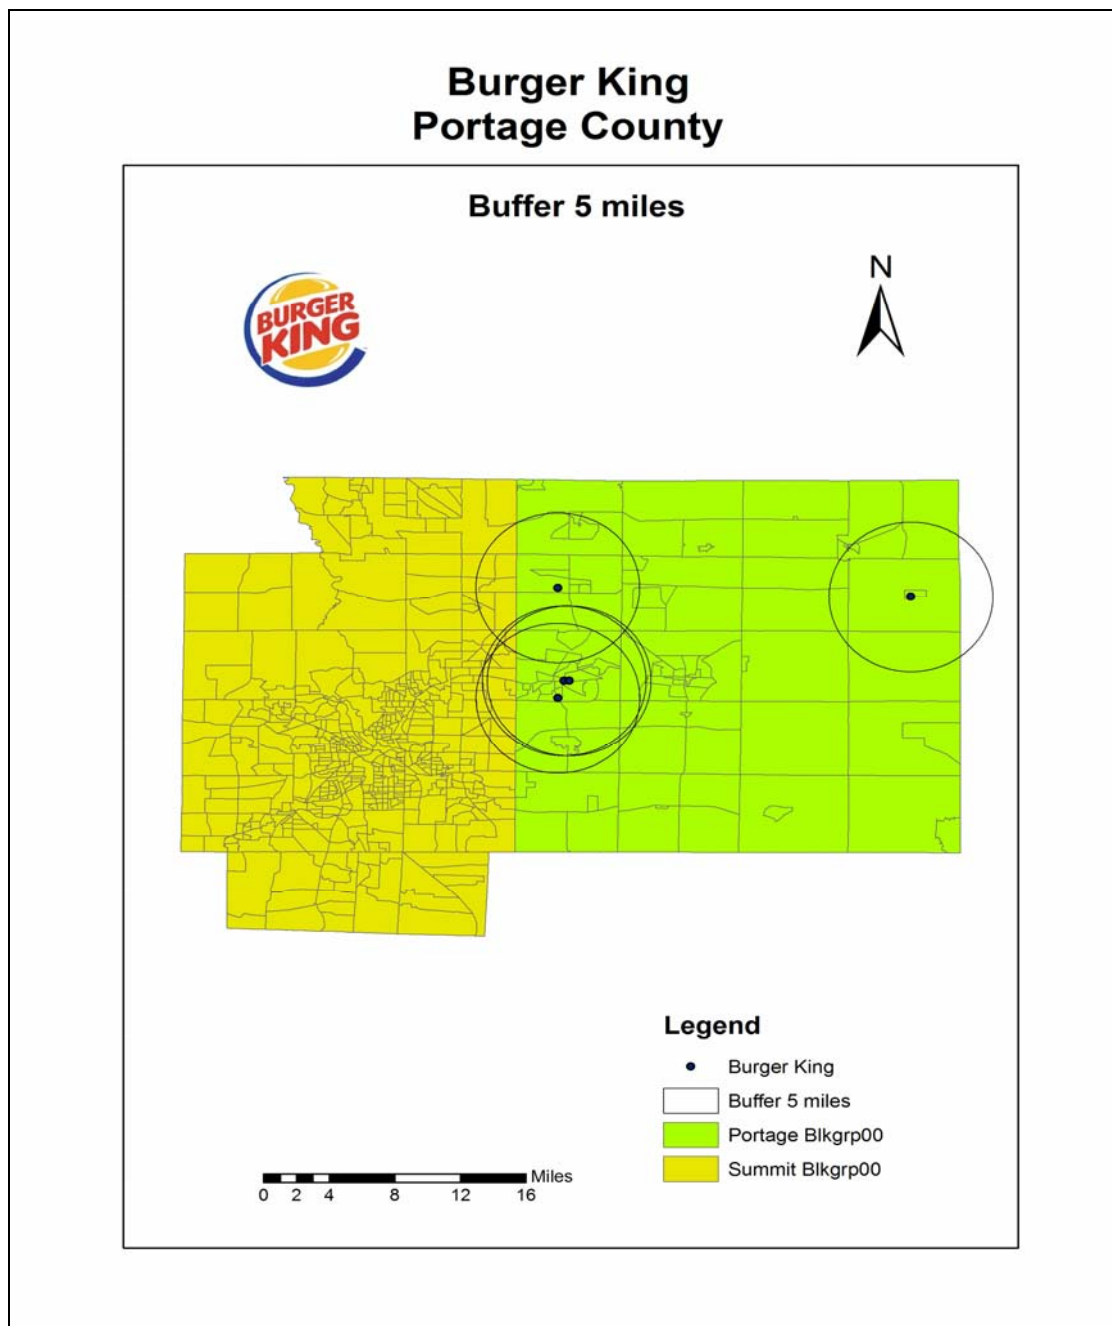 Burger King
Portage County
Buffer 5 miles
N
BURGER
KING
Legend
Burger King
Buffer 5 miles
Portage Blkgrp00
Summit Blkgrp00
Miles
0 2 4 8 12 16